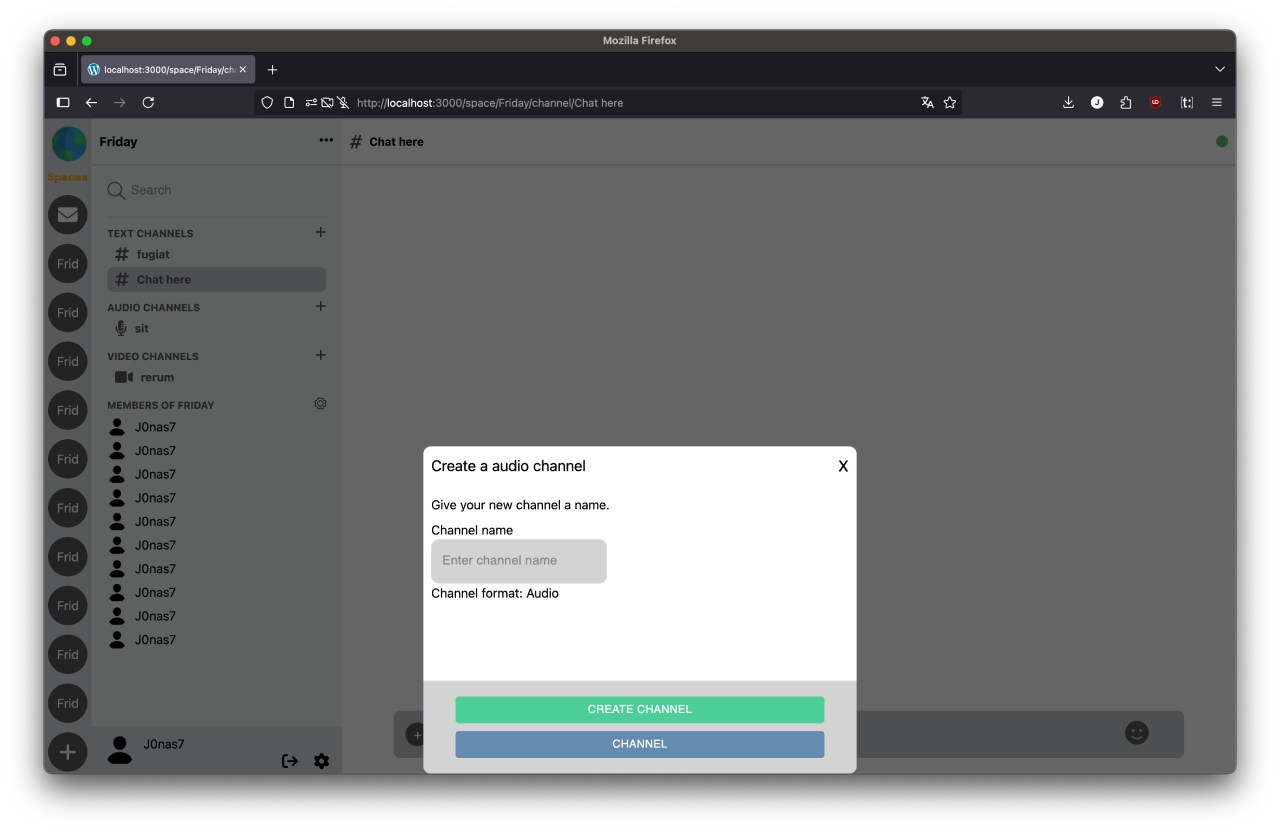 Mozilla Firefox
localhost:3000/space/Friday/ch
http://localhost:3000/space/Friday/channel/Chat here
Friday
# Chat here
Spaces
Search
TEXT CHANNELS
# fugiat
# Chat here
AUDIO CHANNELS
sit
VIDEO CHANNELS
rerum
MEMBERS OF FRIDAY
J0nas7
J0nas7
J0nas7
J0nas7
J0nas7
J0nas7
J0nas7
J0nas7
J0nas7
J0nas7
Frid
Frid
Frid
Frid
Frid
Frid
Frid
Frid
Frid
Frid
J0nas7
Create a audio channel
X
Give your new channel a name.
Channel name
Enter channel name
Channel format: Audio
CREATE CHANNEL
CHANNEL